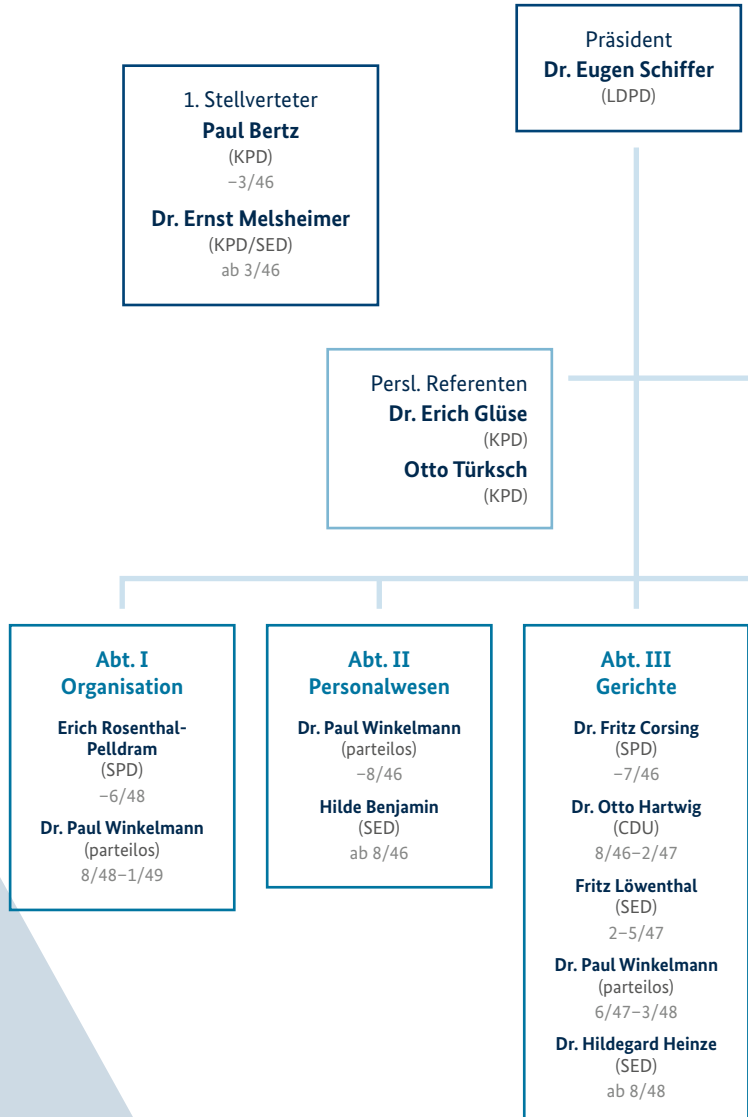 Präsident
Dr. Eugen Schiffer
(LDPD)
1. Stellverteter
Paul Bertz
(KPD)
–3/46
Dr. Ernst Melsheimer
(KPD/SED)
ab 3/46
Persl. Referenten
Dr. Erich Glüse
(KPD)
Otto Türksch
(KPD)
Abt. I
Organisation
Erich Rosenthal-
Pelldram
(SPD)
–6/48
Dr. Paul Winkelmann
(parteilos)
8/48–1/49
Abt. II
Personalwesen
Dr. Paul Winkelmann
(parteilos)
–8/46
Hilde Benjamin
(SED)
ab 8/46
Abt. III
Gerichte
Dr. Fritz Corsing
(SPD)
–7/46
Dr. Otto Hartwig
(CDU)
8/46–2/47
Fritz Löwenthal
(SED)
2–5/47
Dr. Paul Winkelmann
(parteilos)
6/47–3/48
Dr. Hildegard Heinze
(SED)
ab 8/48